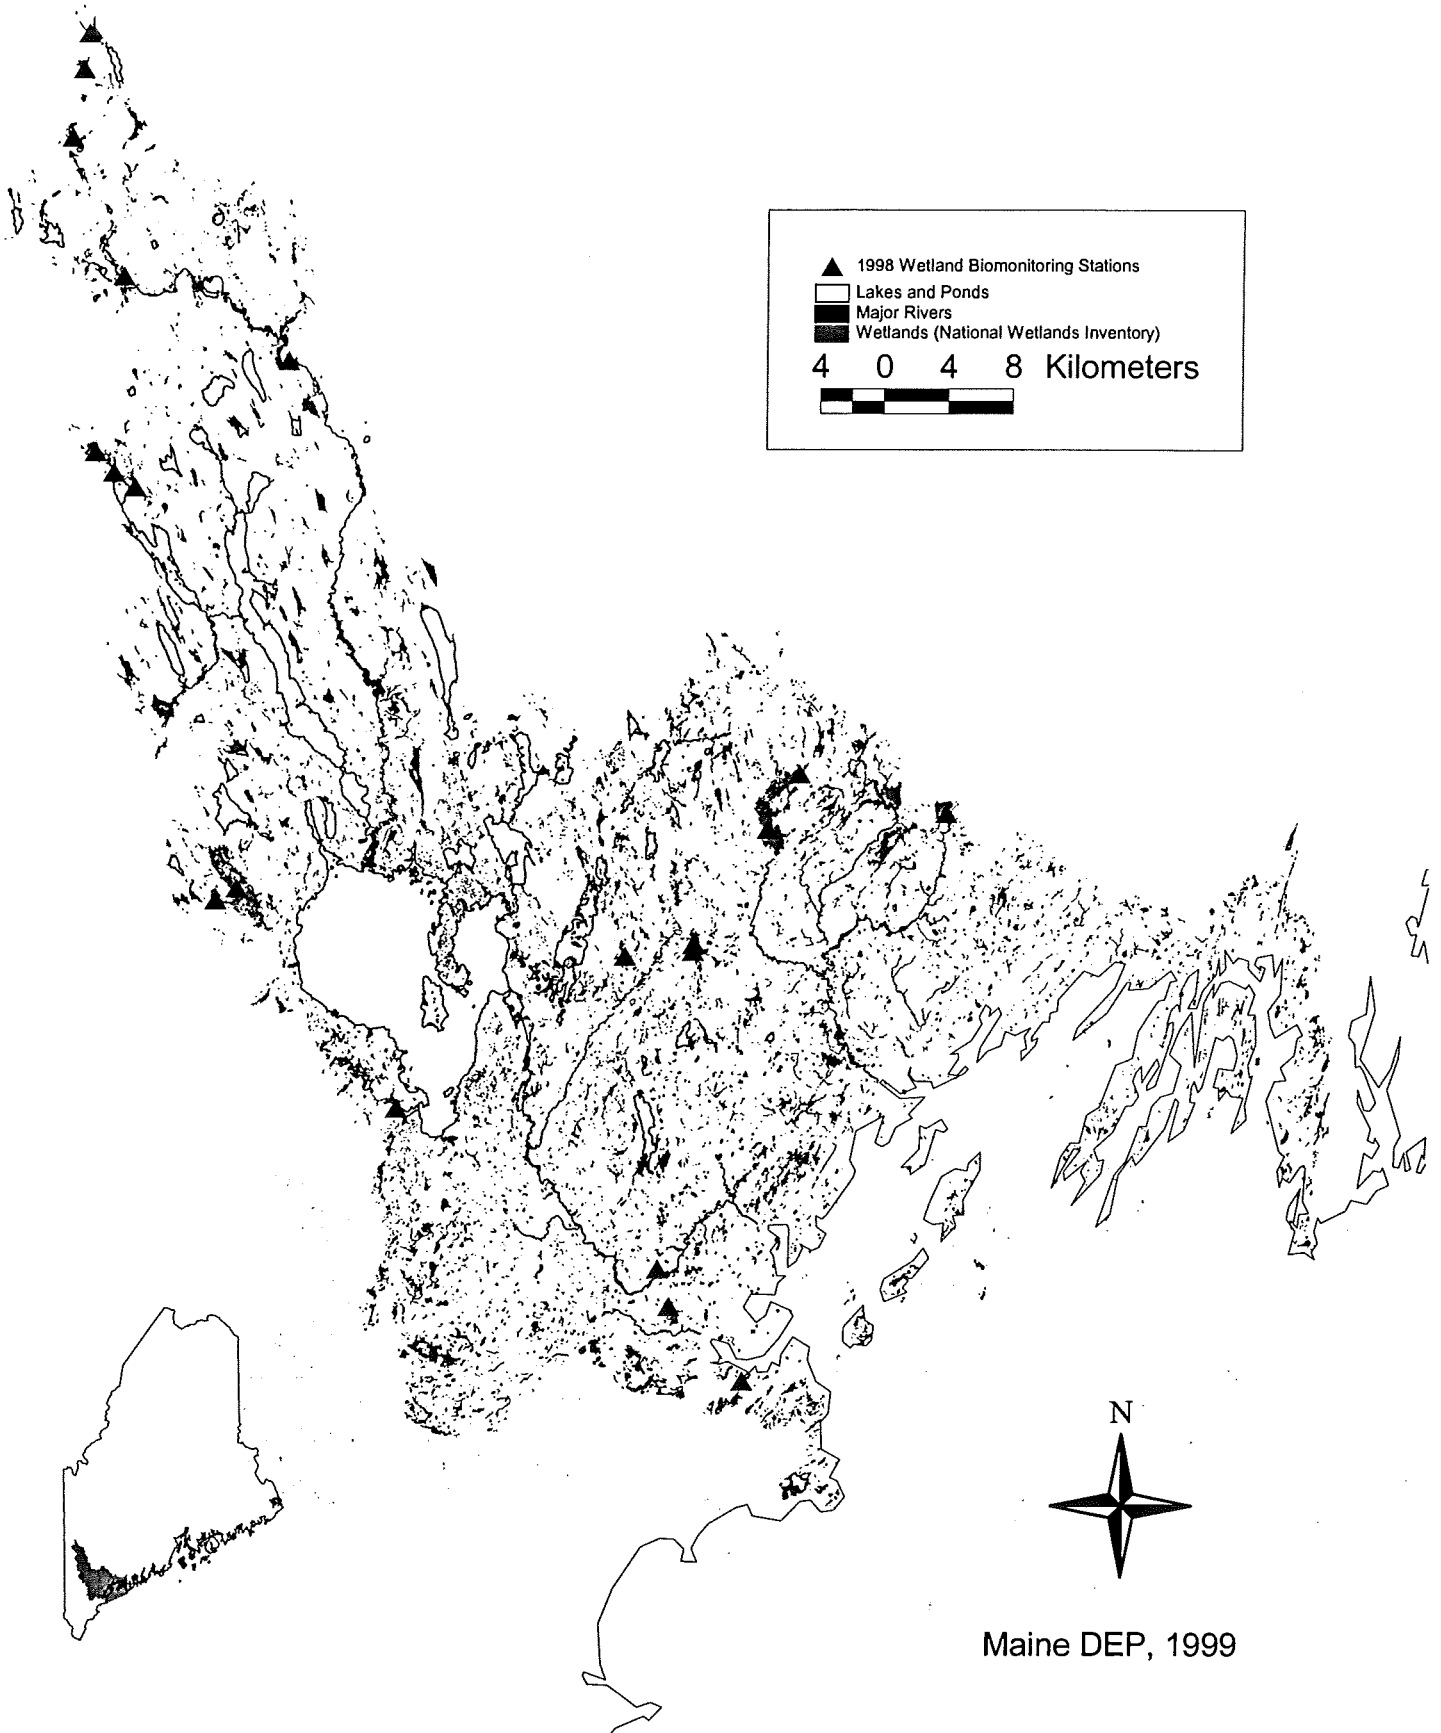 1998 Wetland Biomonitoring Stations
Lakes and Ponds
Major Rivers
Wetlands (National Wetlands Inventory)
4 0 4 8 Kilometers
N
Maine DEP, 1999